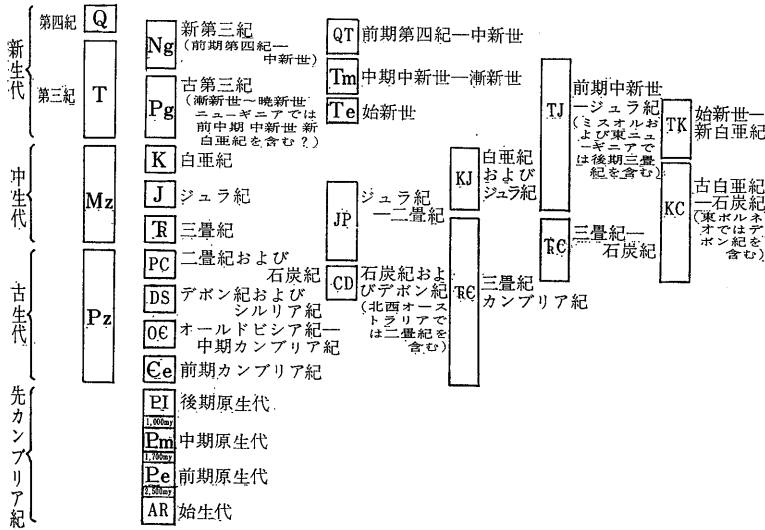 新生代
第四紀
第三紀
Q
T
Ng
新第三紀
(前期第四紀—
中新世)
Pg
古第三紀
(漸新世〜暁新世
ニューギニアでは
前中期中新世新
白亜紀を含む?)
QT
前期第四紀—中新世
Tm
中期中新世—漸新世
Te
始新世
TJ
前期中新世
—ジュラ紀
(ミスオルお
よび東ニュ
ーギニアで
は後期三畳
紀を含む)
TK
始新世—
新白亜紀
中生代
Mz
K
白亜紀
J
ジュラ紀
TR
三畳紀
JP
ジュラ紀
—二畳紀
KJ
白亜紀
および
ジュラ紀
KC
古白亜紀
—石炭紀
(東ボルネ
オではデ
ボン紀を
含む)
古生代
Pz
PC
二畳紀および
石炭紀
DS
デボン紀および
シルリア紀
OЄ
オールドビシア紀—
中期カンブリア紀
Єe
前期カンブリア紀
CD
石炭紀およ
びデボン紀
(北西オース
トラリアで
は二畳紀を
含む)
TRЄ
三畳紀
カンブリア紀
TRC
三畳紀—
石炭紀
先カンブリア紀
Pl
後期原生代
1,000my
Pm
中期原生代
1,700my
Pe
前期原生代
2,500my
AR
始生代